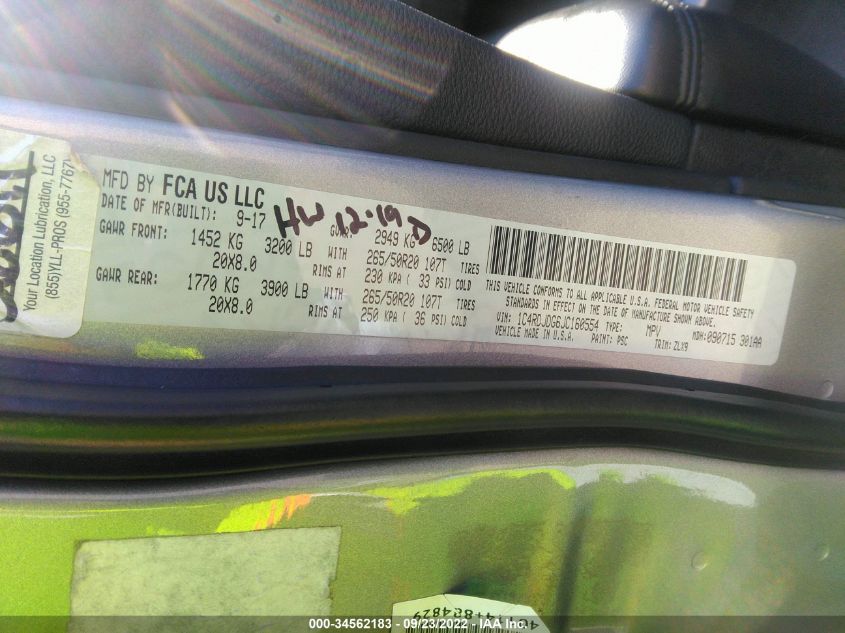 Your Location Lubrication, LLC
(855)YLL-PROS (955-7767)
MFD BY FCA US LLC
DATE OF MFR(BUILT): 9-17
HW 12-19
GVWR: 2949 KG 6500 LB
GAWR FRONT: 1452 KG 3200 LB WITH 265/50R20 107T TIRES
20X8.0 RIMS AT 230 KPA ( 33 PSI) COLD
GAWR REAR: 1770 KG 3900 LB WITH 265/50R20 107T TIRES
20X8.0 RIMS AT 250 KPA ( 36 PSI) COLD
THIS VEHICLE CONFORMS TO ALL APPLICABLE U.S.A. FEDERAL MOTOR VEHICLE SAFETY
STANDARDS IN EFFECT ON THE DATE OF MANUFACTURE SHOWN ABOVE.
VIN: 1C4RDJDG6JC160554 TYPE: MPV MDH:090715 301AA
VEHICLE MADE IN U.S.A. PAINT: PSC TRIM: ZLX9
000-34562183 - 09/23/2022 - IAA Inc.